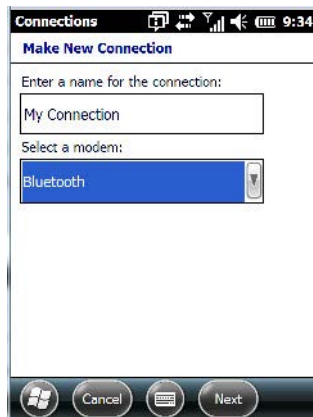 Connections 9:34
Make New Connection
Enter a name for the connection:
My Connection
Select a modem:
Bluetooth
Cancel Next